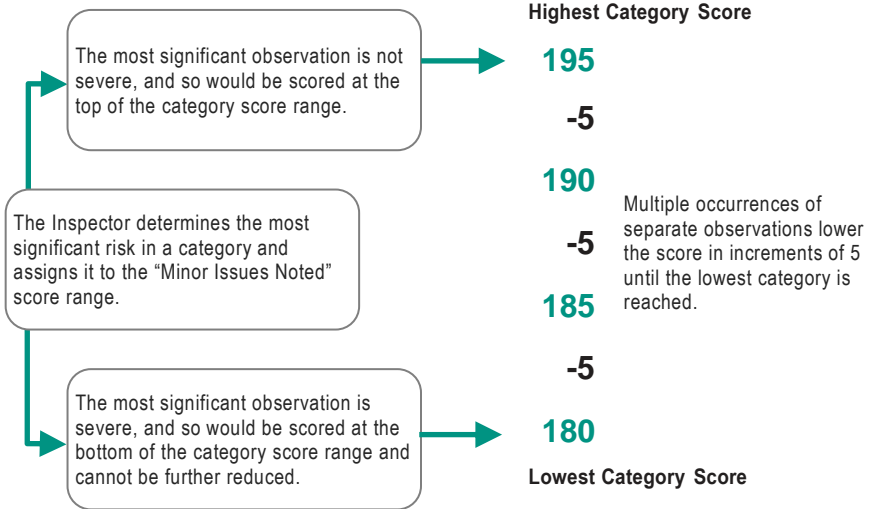 Highest Category Score
The most significant observation is not
severe, and so would be scored at the
top of the category score range.
195
-5
190
The Inspector determines the most
significant risk in a category and
assigns it to the “Minor Issues Noted”
score range.
-5
Multiple occurrences of
separate observations lower
the score in increments of 5
until the lowest category is
reached.
185
-5
The most significant observation is
severe, and so would be scored at the
bottom of the category score range and
cannot be further reduced.
180
Lowest Category Score